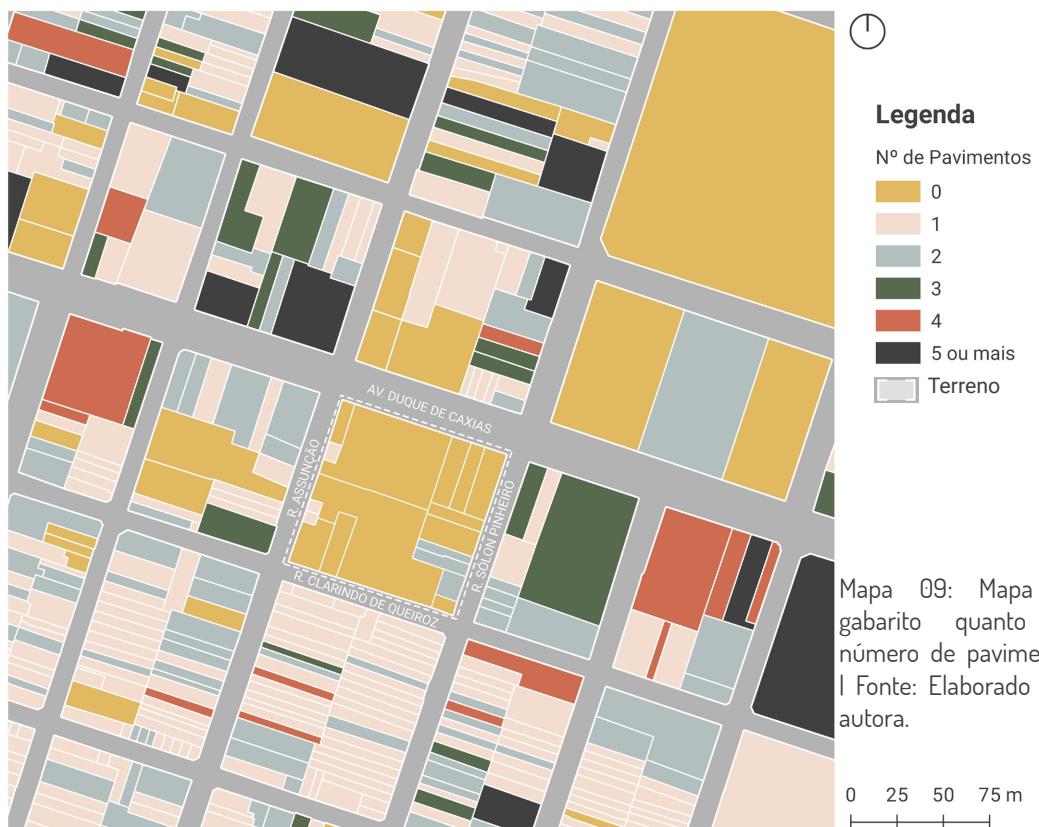 Legenda
Nº de Pavimentos
0
1
2
3
4
5 ou mais
Terreno
AV. DUQUE DE CAXIAS
R. ASSUNÇÃO
R. SÓLON PINHEIRO
R. CLARINDO DE QUEIROZ
Mapa 09: Mapa
gabarito quanto
número de pavime
| Fonte: Elaborado
autora.
0 25 50 75 m